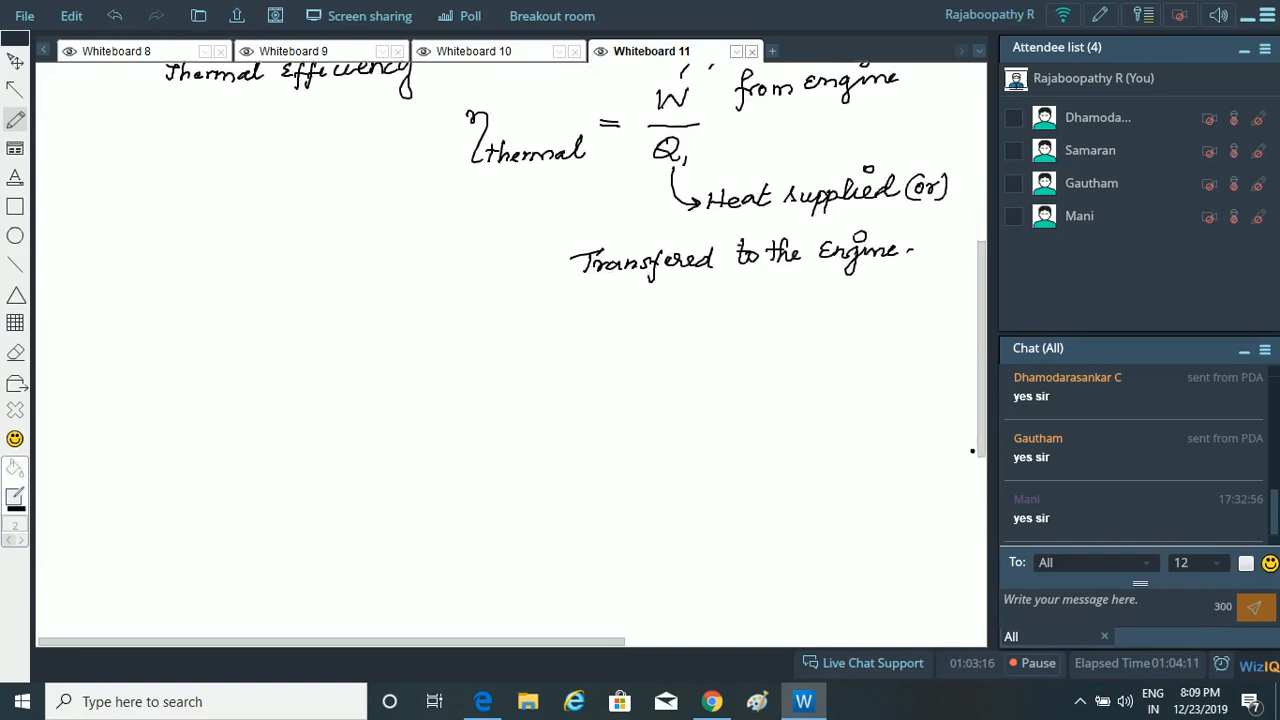 File Edit Screen sharing Poll Breakout room Rajaboopathy R
Whiteboard 8 Whiteboard 9 Whiteboard 10 Whiteboard 11
Attendee list (4)
Rajaboopathy R (You)
Dhamoda...
Samaran
Gautham
Mani
Thermal Efficiency
W from engine
η thermal = 
Q1
Heat supplied (or)
Transfered to the Engine.
Chat (All)
Dhamodarasankar C sent from PDA
yes sir
Gautham sent from PDA
yes sir
Mani 17:32:56
yes sir
To: All 12
Write your message here. 300
All
2
Live Chat Support 01:03:16 Pause Elapsed Time 01:04:11 WizIQ
Type here to search
ENG 8:09 PM
IN 12/23/2019 7